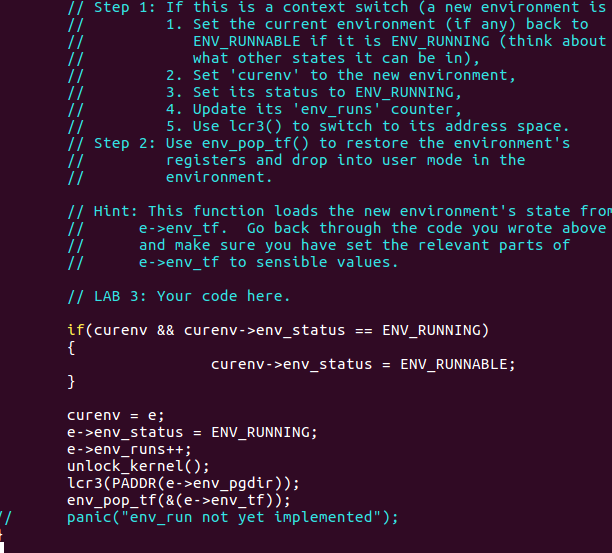 // Step 1: If this is a context switch (a new environment is
//         1. Set the current environment (if any) back to
//            ENV_RUNNABLE if it is ENV_RUNNING (think about
//            what other states it can be in),
//         2. Set 'curenv' to the new environment,
//         3. Set its status to ENV_RUNNING,
//         4. Update its 'env_runs' counter,
//         5. Use lcr3() to switch to its address space.
// Step 2: Use env_pop_tf() to restore the environment's
//         registers and drop into user mode in the
//         environment.

// Hint: This function loads the new environment's state from
//      e->env_tf.  Go back through the code you wrote above
//      and make sure you have set the relevant parts of
//      e->env_tf to sensible values.

// LAB 3: Your code here.

if(curenv && curenv->env_status == ENV_RUNNING)
{
                curenv->env_status = ENV_RUNNABLE;
}

curenv = e;
e->env_status = ENV_RUNNING;
e->env_runs++;
unlock_kernel();
lcr3(PADDR(e->env_pgdir));
env_pop_tf(&(e->env_tf));
//      panic("env_run not yet implemented");
}